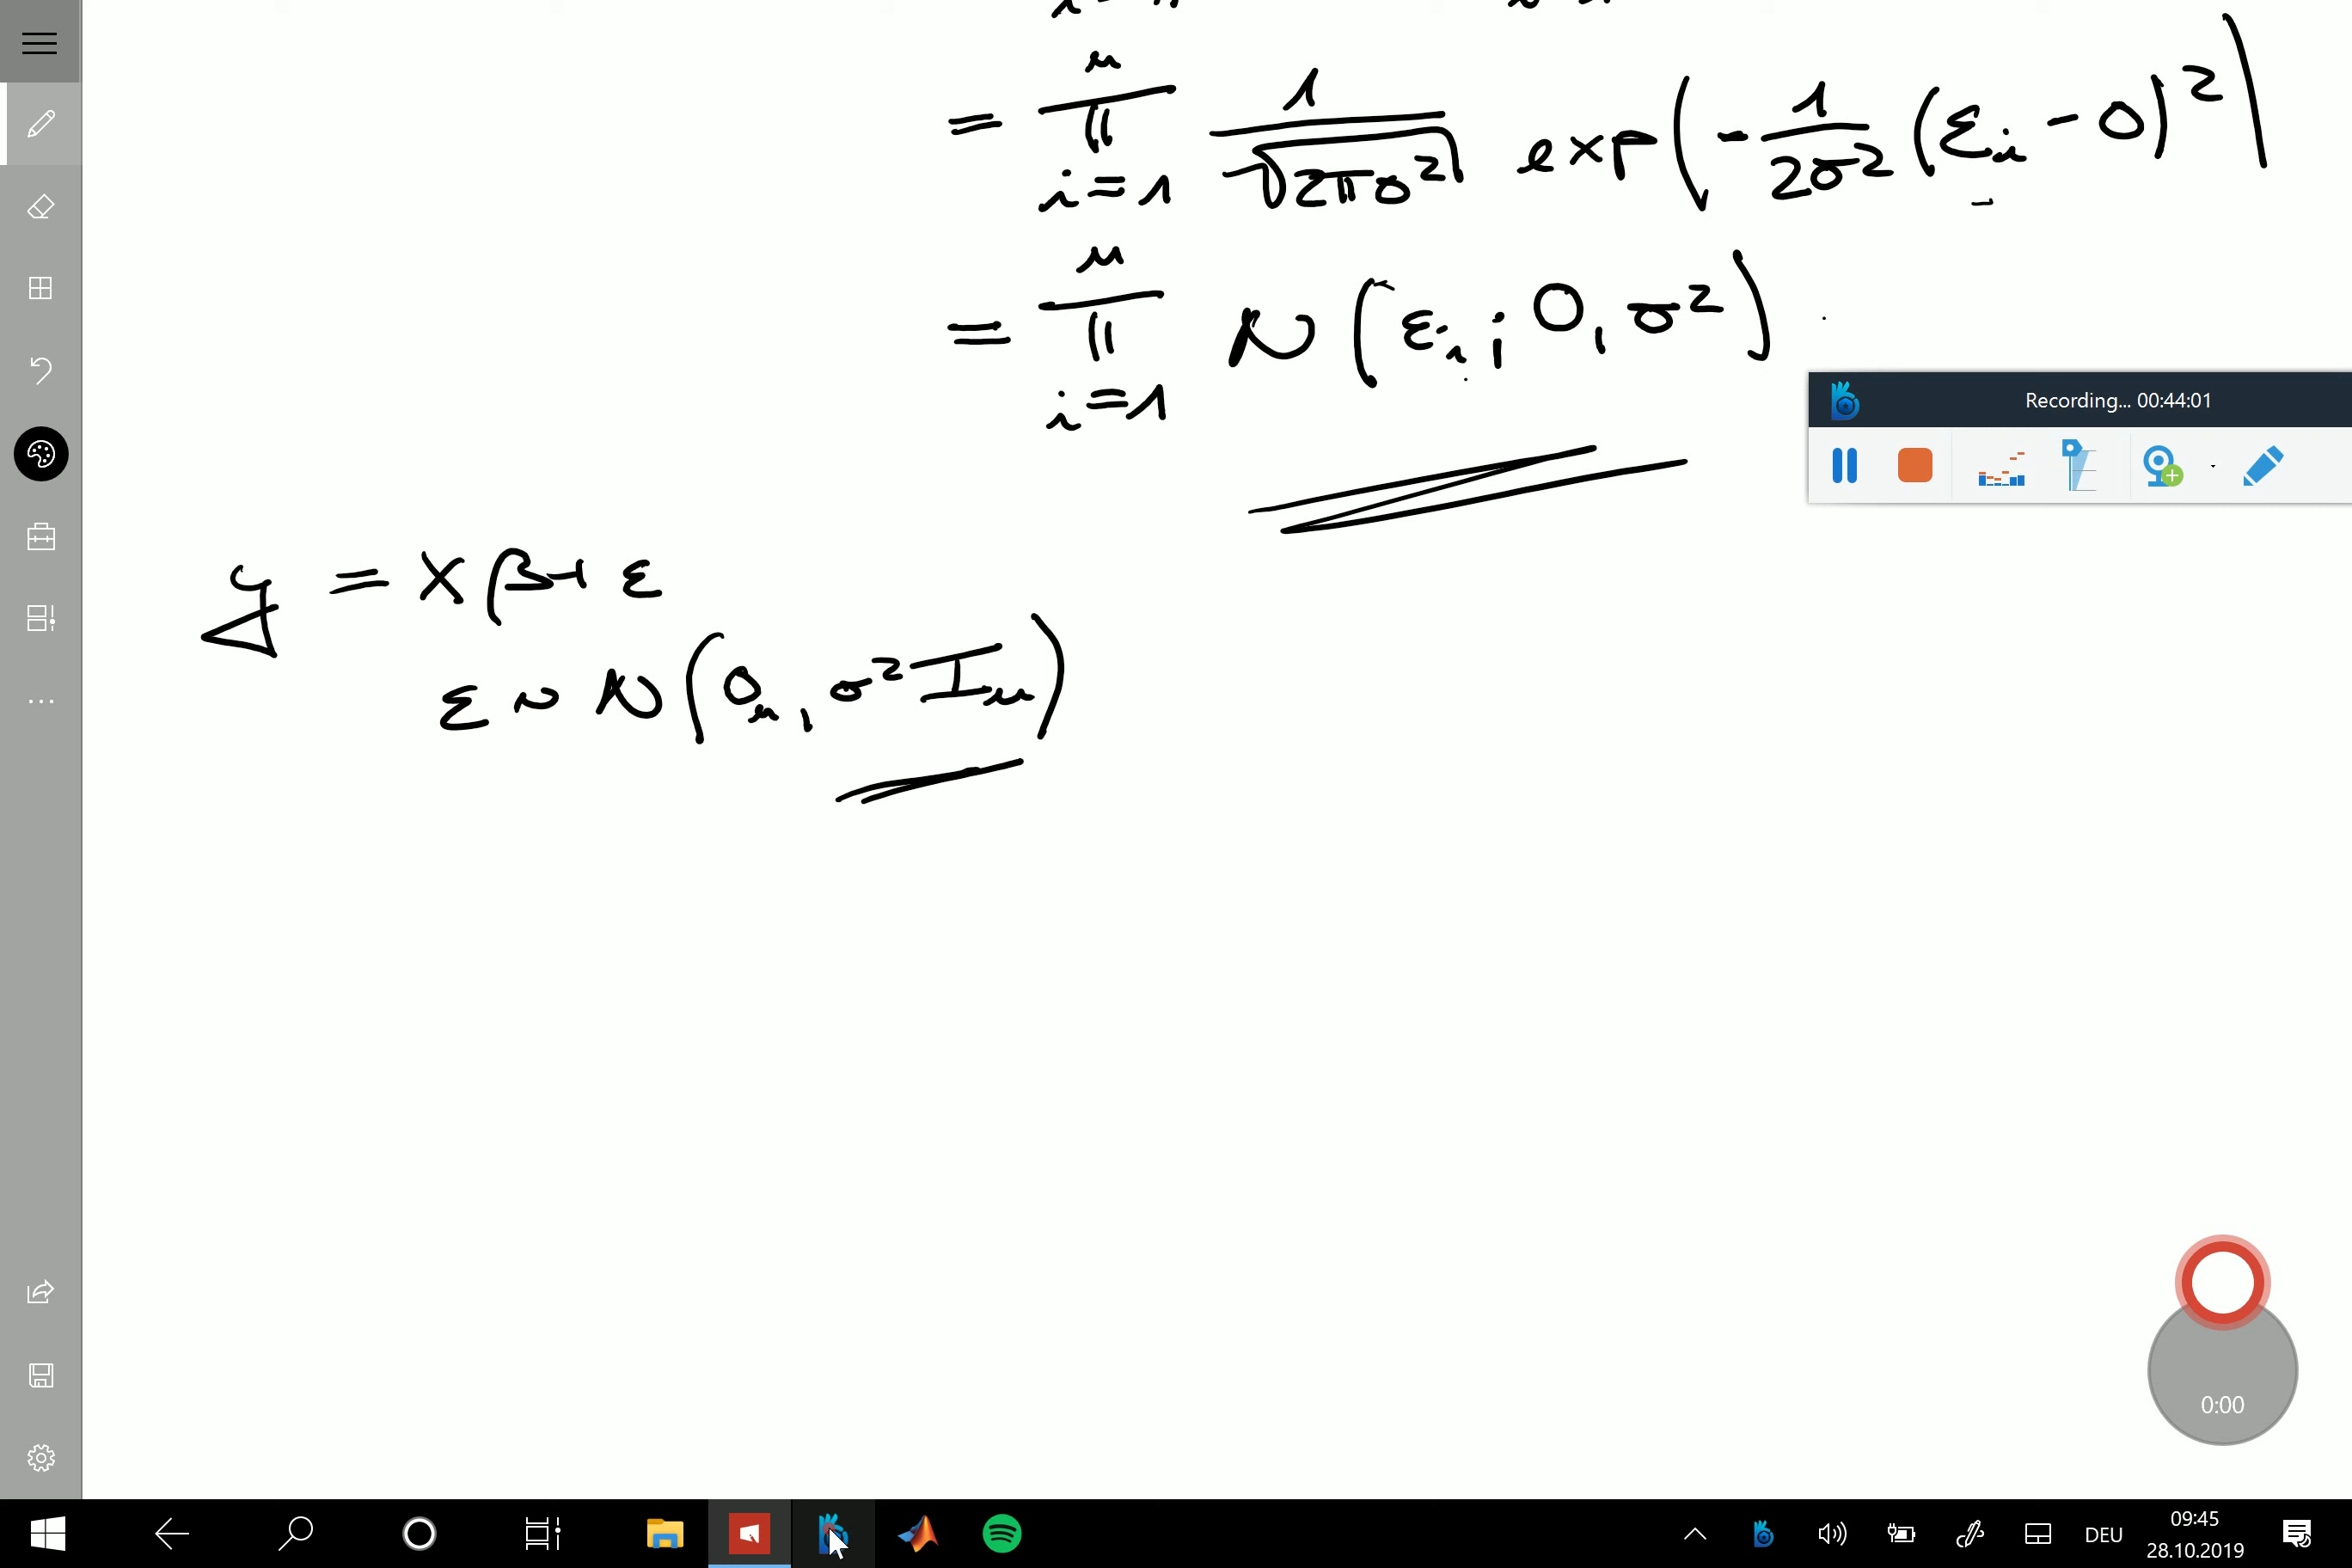 = ∏_{i=1}^{n} 1/√(2πσ²) exp(-1/(2σ²) (ε_i - 0)²)
= ∏_{i=1}^{n} N(ε_i; 0, σ²)
Recording... 00:44:01
y = Xβ + ε
ε ~ N(0_n, σ² I_n)
0:00
DEU
09:45
28.10.2019